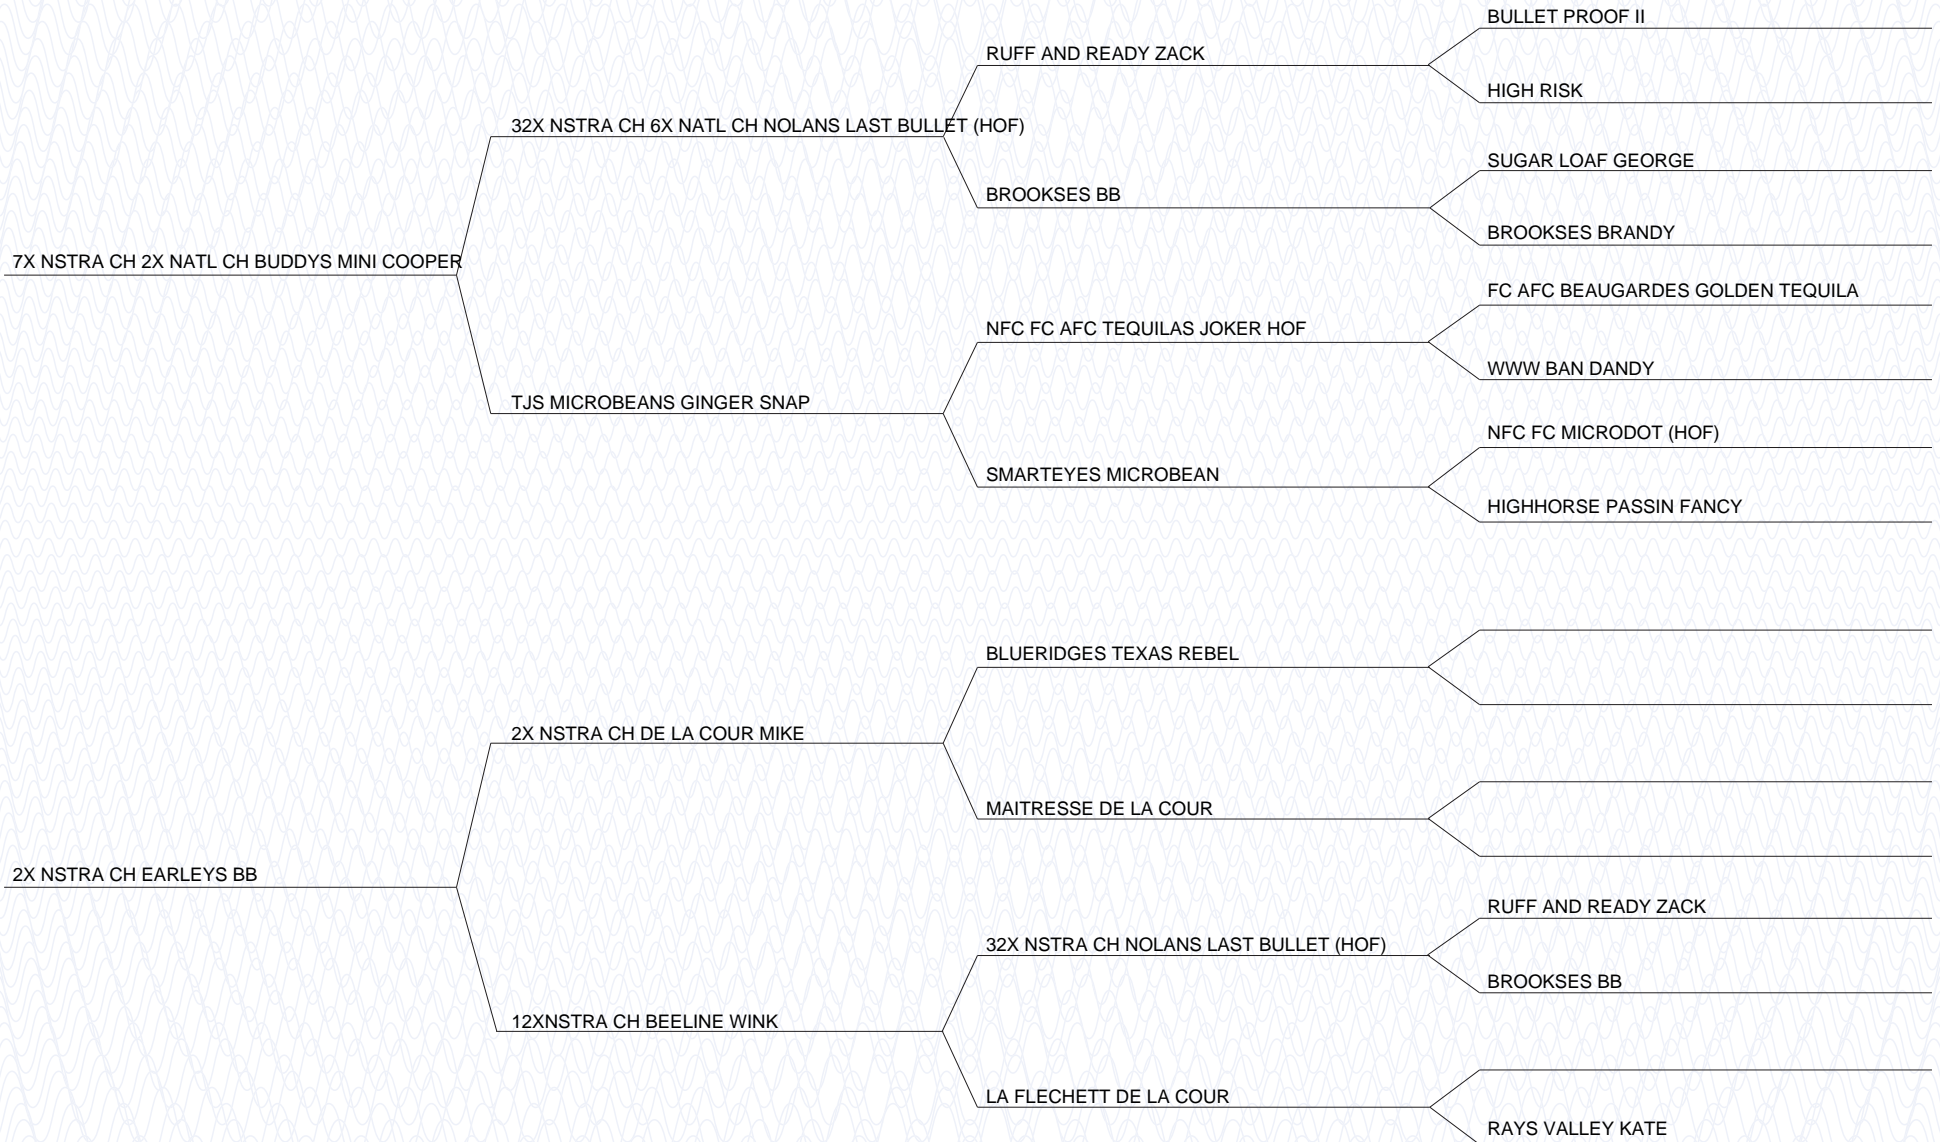 BULLET PROOF II
RUFF AND READY ZACK
HIGH RISK
32X NSTRA CH 6X NATL CH NOLANS LAST BULLET (HOF)
SUGAR LOAF GEORGE
BROOKSES BB
BROOKSES BRANDY
7X NSTRA CH 2X NATL CH BUDDYS MINI COOPER
FC AFC BEAUGARDES GOLDEN TEQUILA
NFC FC AFC TEQUILAS JOKER HOF
WWW BAN DANDY
TJS MICROBEANS GINGER SNAP
NFC FC MICRODOT (HOF)
SMARTEYES MICROBEAN
HIGHHORSE PASSIN FANCY
BLUERIDGES TEXAS REBEL
2X NSTRA CH DE LA COUR MIKE
MAITRESSE DE LA COUR
2X NSTRA CH EARLEYS BB
RUFF AND READY ZACK
32X NSTRA CH NOLANS LAST BULLET (HOF)
BROOKSES BB
12XNSTRA CH BEELINE WINK
LA FLECHETT DE LA COUR
RAYS VALLEY KATE